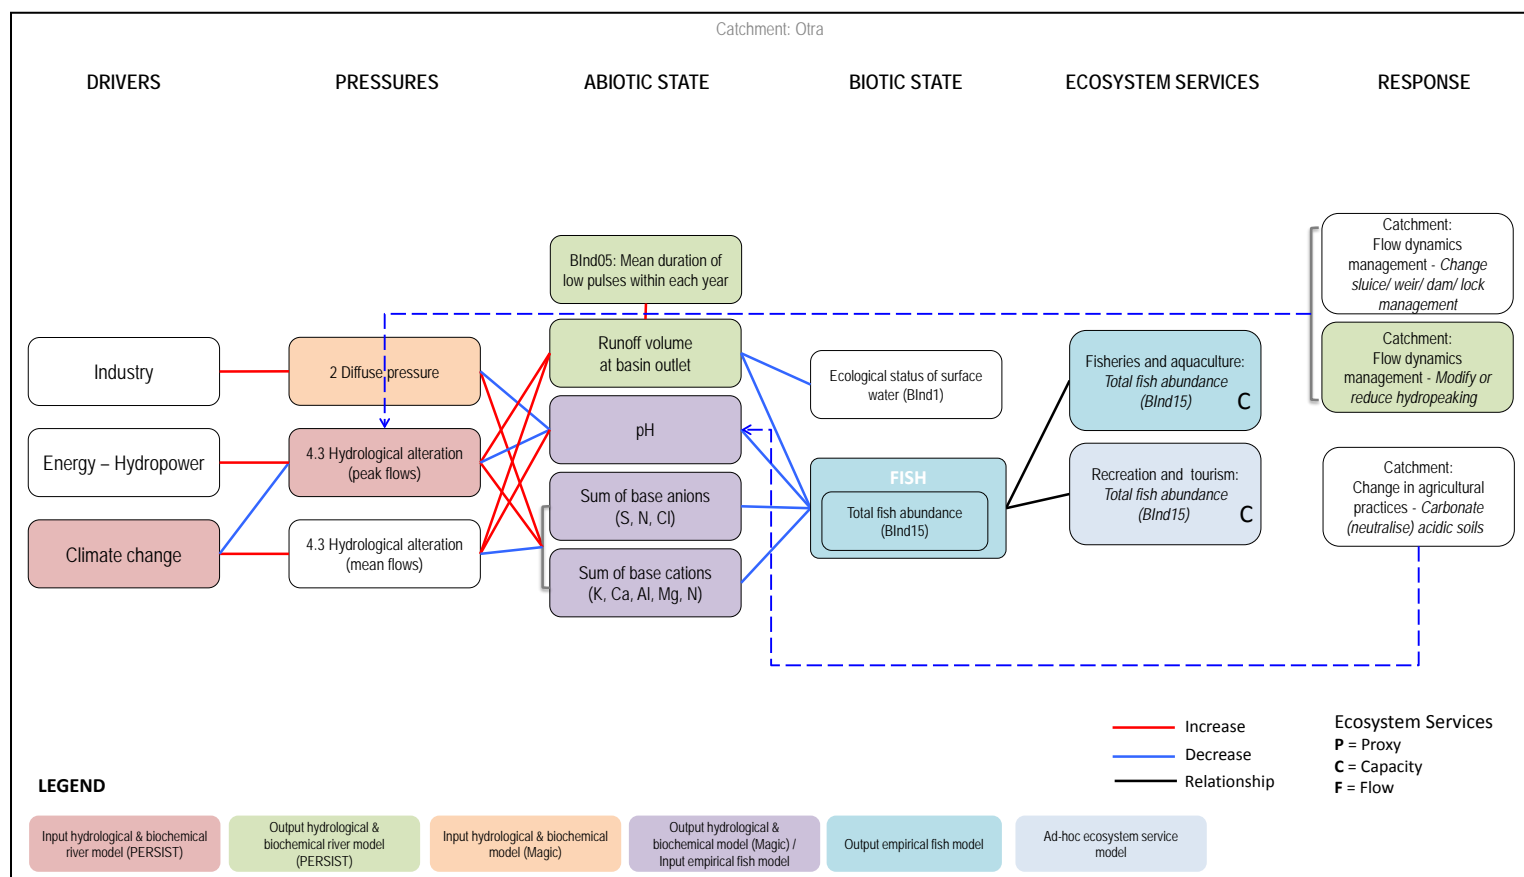 Catchment: Otra
DRIVERS
PRESSURES
ABIOTIC STATE
BIOTIC STATE
ECOSYSTEM SERVICES
RESPONSE
Industry
Energy – Hydropower
Climate change
2 Diffuse pressure
4.3 Hydrological alteration
(peak flows)
4.3 Hydrological alteration
(mean flows)
BInd05: Mean duration of
low pulses within each year
Runoff volume
at basin outlet
pH
Sum of base anions
(S, N, Cl)
Sum of base cations
(K, Ca, Al, Mg, N)
Ecological status of surface
water (BInd1)
FISH
Total fish abundance
(BInd15)
Fisheries and aquaculture:
Total fish abundance
(BInd15)
C
Recreation and tourism:
Total fish abundance
(BInd15)
C
Catchment:
Flow dynamics
management - Change
sluice/ weir/ dam/ lock
management
Catchment:
Flow dynamics
management - Modify or
reduce hydropeaking
Catchment:
Change in agricultural
practices - Carbonate
(neutralise) acidic soils
Increase
Decrease
Relationship
Ecosystem Services
P = Proxy
C = Capacity
F = Flow
LEGEND
Input hydrological & biochemical
river model (PERSIST)
Output hydrological &
biochemical river model
(PERSIST)
Input hydrological & biochemical
model (Magic)
Output hydrological &
biochemical model (Magic) /
Input empirical fish model
Output empirical fish model
Ad-hoc ecosystem service
model